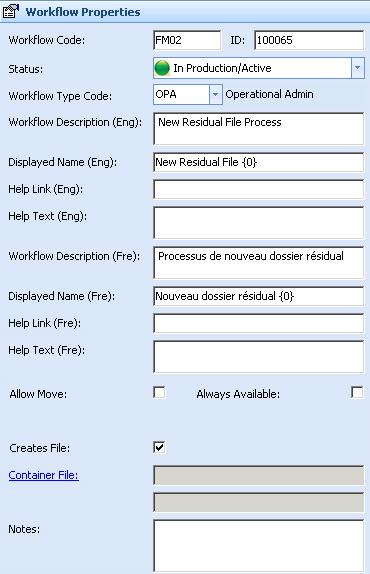 Workflow Properties
Workflow Code: FM02 ID: 100065
Status: In Production/Active
Workflow Type Code: OPA Operational Admin
Workflow Description (Eng): New Residual File Process
Displayed Name (Eng): New Residual File {0}
Help Link (Eng):
Help Text (Eng):
Workflow Description (Fre): Processus de nouveau dossier résidual
Displayed Name (Fre): Nouveau dossier résidual {0}
Help Link (Fre):
Help Text (Fre):
Allow Move: Always Available:
Creates File:
Container File:
Notes: